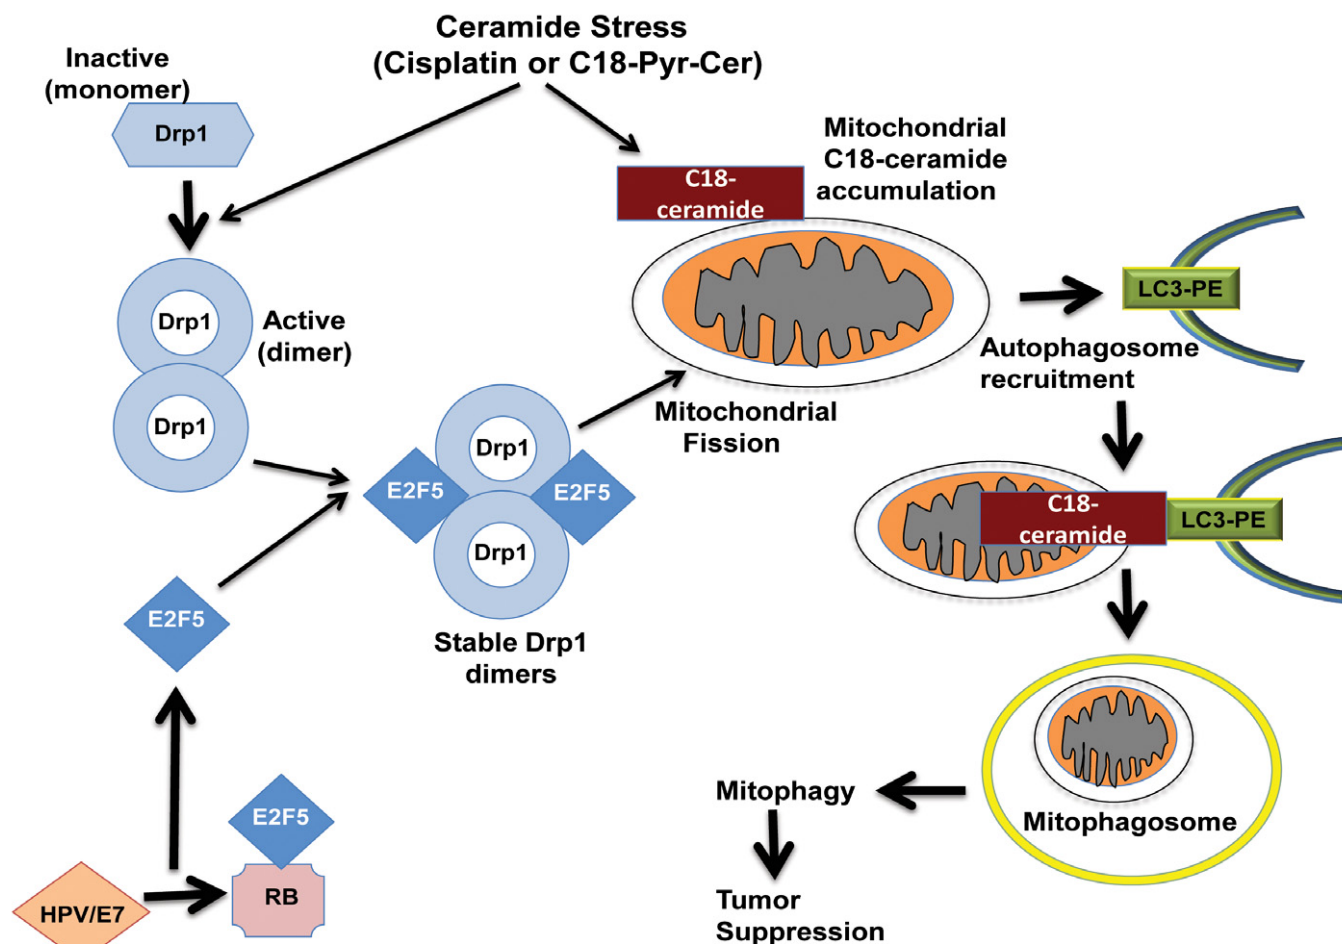 Ceramide Stress
(Cisplatin or C18-Pyr-Cer)
Inactive
(monomer)
Drp1
Mitochondrial
C18-ceramide
accumulation
C18-
ceramide
Drp1
Drp1
Active
(dimer)
LC3-PE
Autophagosome
recruitment
Mitochondrial
Fission
Drp1
E2F5
E2F5
Drp1
Stable Drp1
dimers
C18-
ceramide
LC3-PE
E2F5
Mitophagosome
Mitophagy
Tumor
Suppression
E2F5
RB
HPV/E7